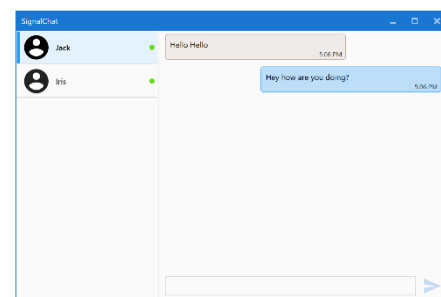 SignalChat
Jack
Iris
Hello Hello
5:06 PM
Hey how are you doing?
5:06 PM